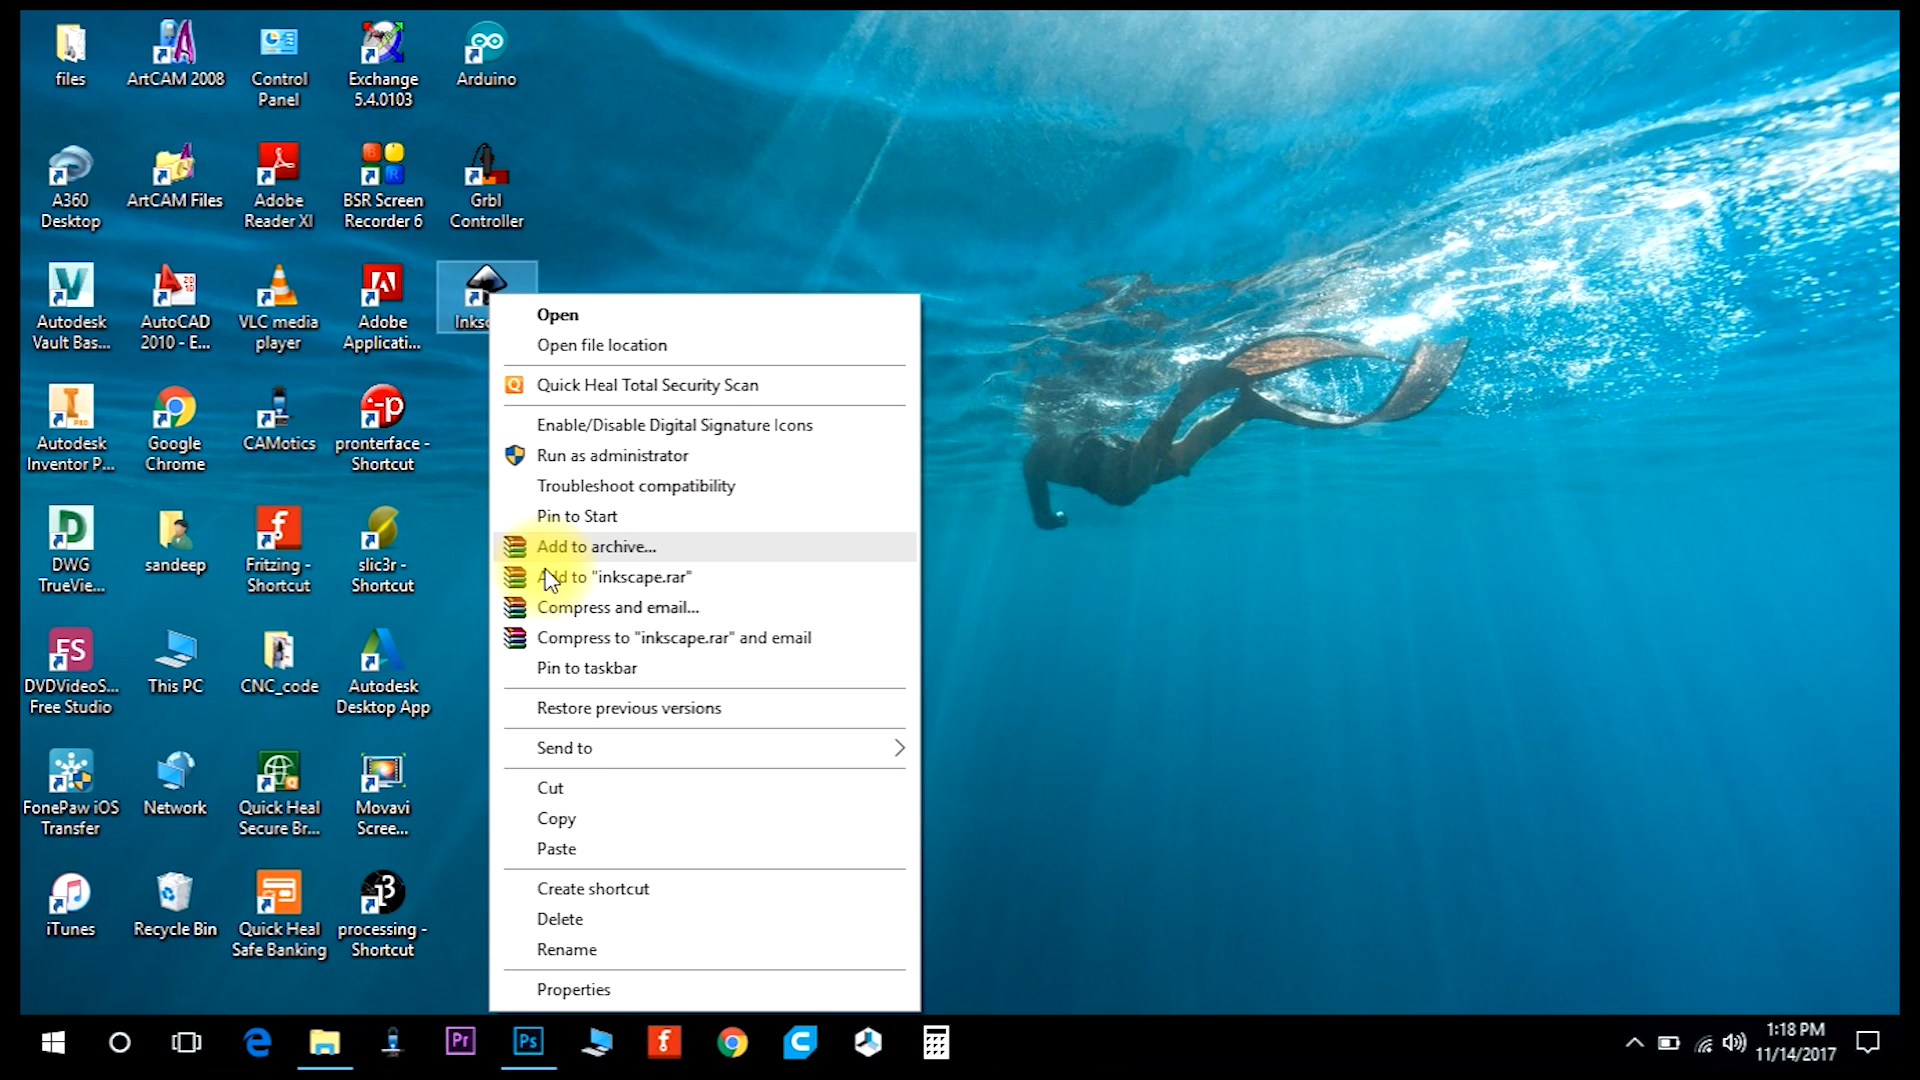 files
ArtCAM 2008
Control
Panel
Exchange
5.4.0103
Arduino
A360
Desktop
ArtCAM Files
Adobe
Reader XI
BSR Screen
Recorder 6
Grbl
Controller
Autodesk
Vault Bas...
AutoCAD
2010 - E...
VLC media
player
Adobe
Applicati...
Autodesk
Inventor P...
Google
Chrome
CAMotics
pronterface -
Shortcut
DWG
TrueVie...
sandeep
Fritzing -
Shortcut
slic3r -
Shortcut
DVDVideoS...
Free Studio
This PC
CNC_code
Autodesk
Desktop App
FonePaw iOS
Transfer
Network
Quick Heal
Secure Br...
Movavi
Scree...
iTunes
Recycle Bin
Quick Heal
Safe Banking
processing -
Shortcut
Open
Open file location
Quick Heal Total Security Scan
Enable/Disable Digital Signature Icons
Run as administrator
Troubleshoot compatibility
Pin to Start
Add to archive...
Add to "inkscape.rar"
Compress and email...
Compress to "inkscape.rar" and email
Pin to taskbar
Restore previous versions
Send to
Cut
Copy
Paste
Create shortcut
Delete
Rename
Properties
Pr
Ps
1:18 PM
11/14/2017